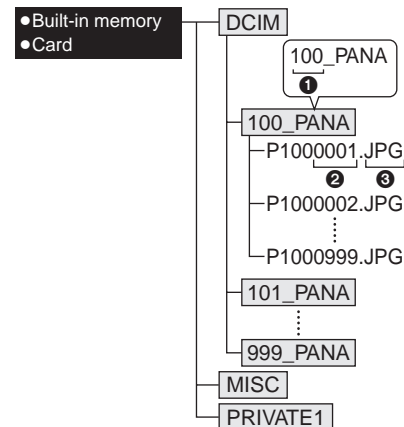 ●Built-in memory
●Card
DCIM
100_PANA
❶
100_PANA
P1000001.JPG
❷ ❸
P1000002.JPG
P1000999.JPG
101_PANA
999_PANA
MISC
PRIVATE1